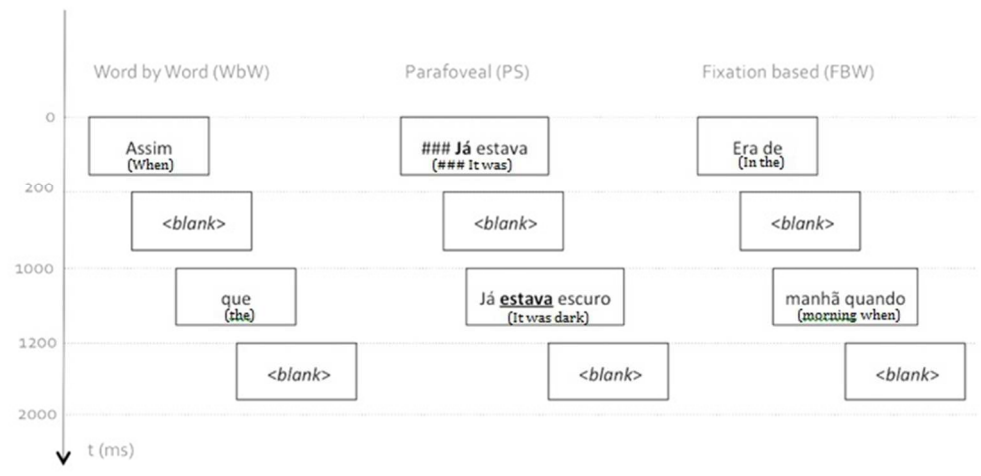 Word by Word (WbW)
Parafoveal (PS)
Fixation based (FBW)
0
Assim
(When)
### Já estava
(### It was)
Era de
(In the)
200
<blank>
<blank>
<blank>
1000
que
(the)
Já estava escuro
(It was dark)
manhã quando
(morning when)
1200
<blank>
<blank>
<blank>
2000
t (ms)